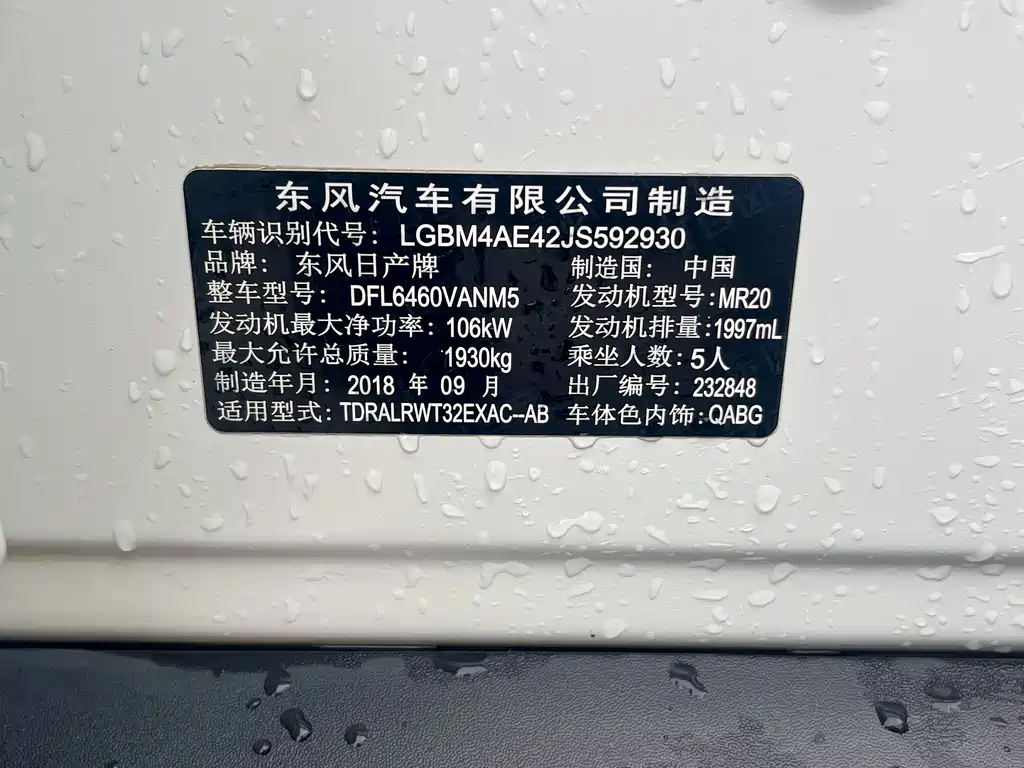 东风汽车有限公司制造
车辆识别代号: LGBM4AE42JS592930
品牌: 东风日产牌 制造国: 中国
整车型号: DFL6460VANM5 发动机型号:MR20
发动机最大净功率: 106kW 发动机排量:1997mL
最大允许总质量: 1930kg 乘坐人数: 5人
制造年月: 2018 年 09 月 出厂编号: 232848
适用型式: TDRALRWT32EXAC--AB 车体色内饰:QABG